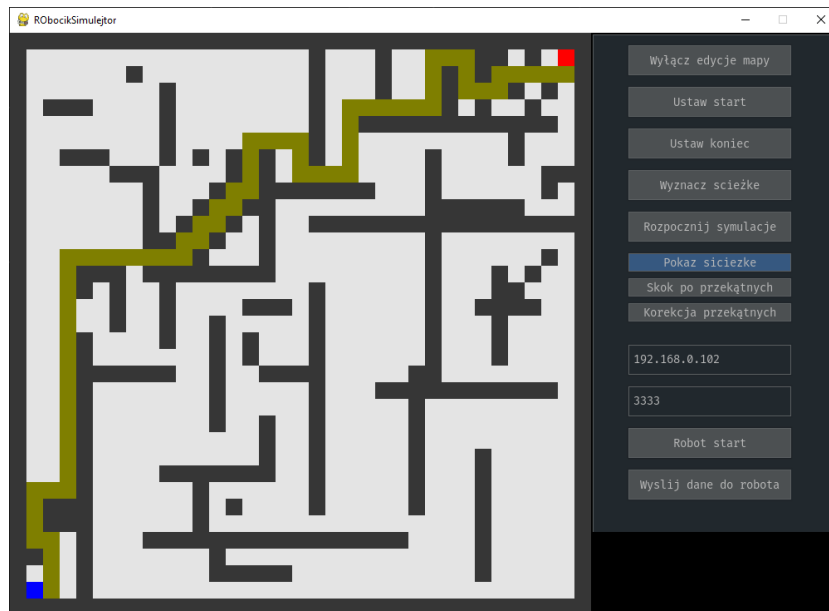 RObocikSimulejtor
Wyłącz edycje mapy
Ustaw start
Ustaw koniec
Wyznacz scieżke
Rozpocznij symulacje
Pokaz siciezke
Skok po przekątnych
Korekcja przekątnych
192.168.0.102
3333
Robot start
Wyslij dane do robota